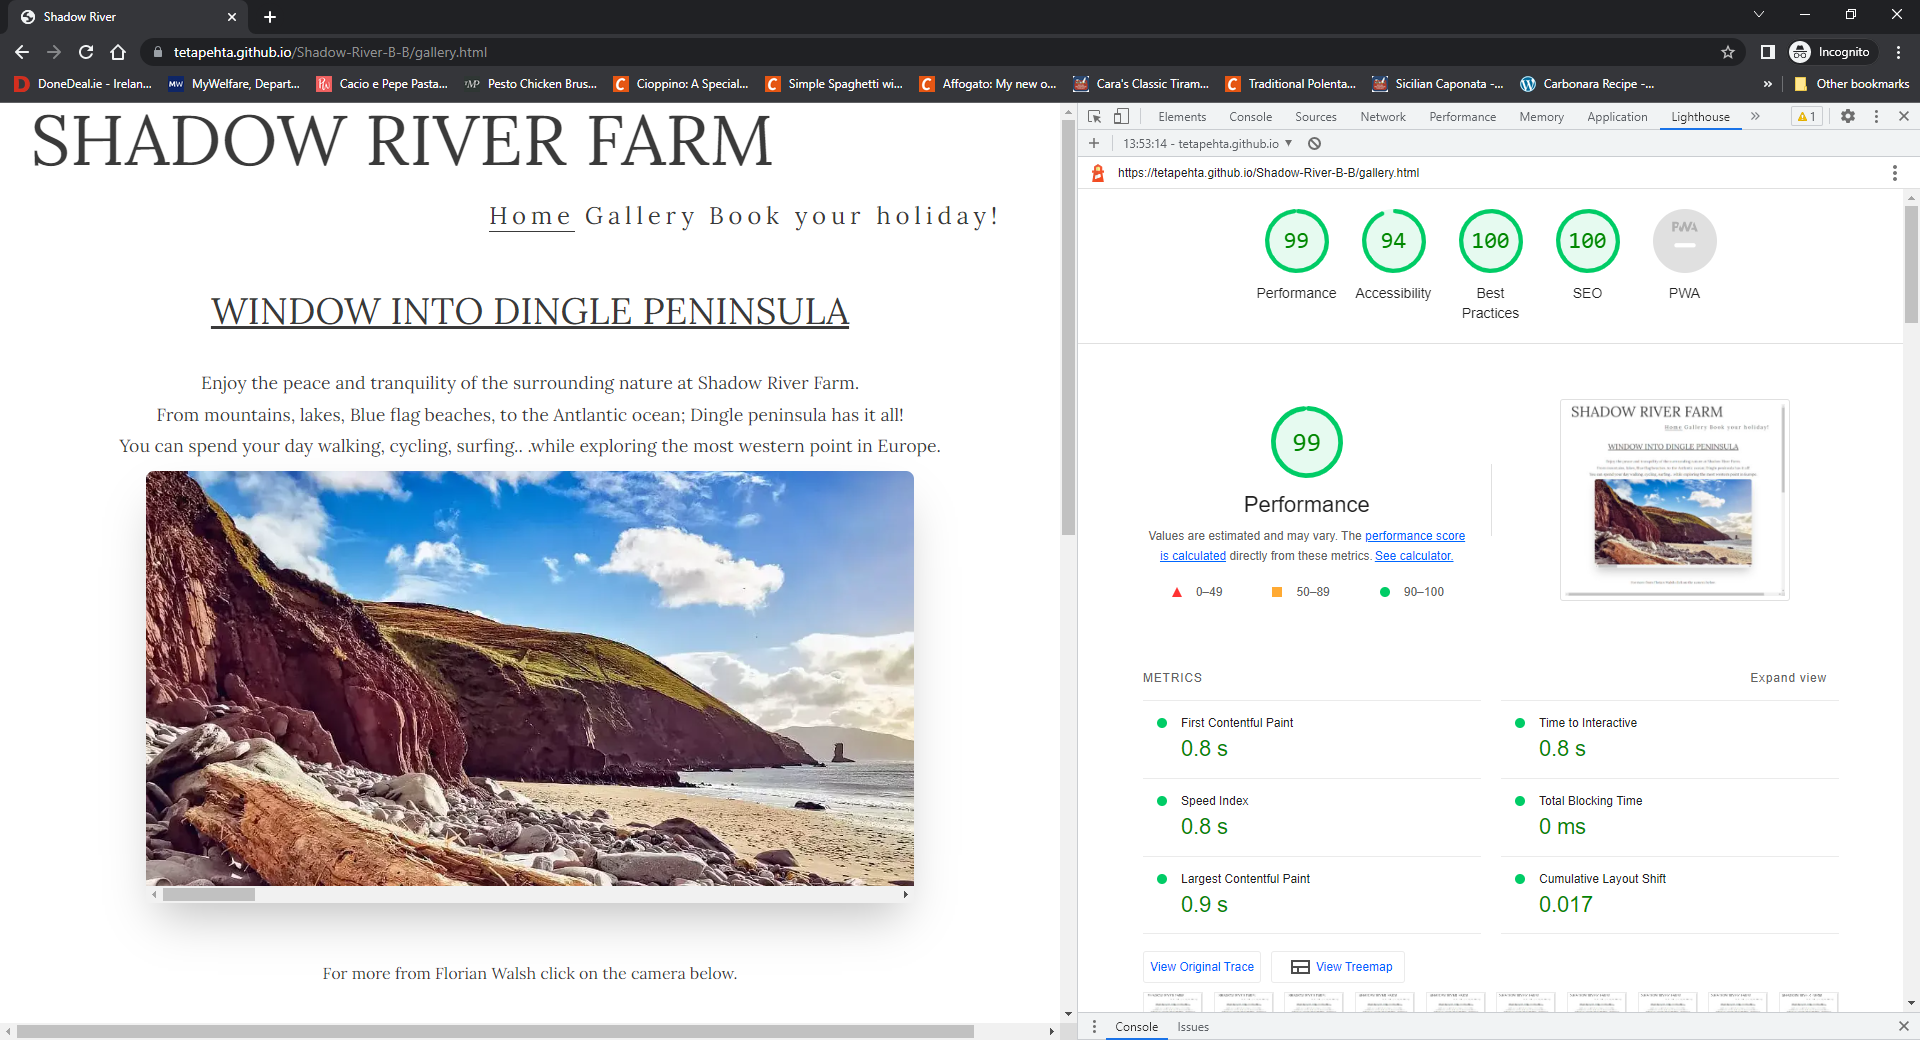 Shadow River
tetapehta.github.io/Shadow-River-B-B/gallery.html
Incognito
DoneDeal.ie - Irelan...
MW
MyWelfare, Depart...
Cacio e Pepe Pasta...
Pesto Chicken Brus...
Cioppino: A Special...
Simple Spaghetti wi...
Affogato: My new o...
Cara's Classic Tiram...
Traditional Polenta...
Sicilian Caponata -...
Carbonara Recipe -...
»
Other bookmarks
SHADOW RIVER FARM
Home Gallery Book your holiday!
WINDOW INTO DINGLE PENINSULA
Enjoy the peace and tranquility of the surrounding nature at Shadow River Farm.
From mountains, lakes, Blue flag beaches, to the Antlantic ocean; Dingle peninsula has it all!
You can spend your day walking, cycling, surfing.. .while exploring the most western point in Europe.
For more from Florian Walsh click on the camera below.
Elements Console Sources Network Performance Memory Application Lighthouse » 1
13:53:14 - tetapehta.github.io
https://tetapehta.github.io/Shadow-River-B-B/gallery.html
99 94 100 100 PWA
Performance Accessibility Best Practices SEO PWA
99
Performance
Values are estimated and may vary. The performance score
is calculated directly from these metrics. See calculator.
0–49 50–89 90–100
SHADOW RIVER FARM
Home Gallery Book your holiday!
WINDOW INTO DINGLE PENINSULA
METRICS Expand view
First Contentful Paint
0.8 s
Time to Interactive
0.8 s
Speed Index
0.8 s
Total Blocking Time
0 ms
Largest Contentful Paint
0.9 s
Cumulative Layout Shift
0.017
View Original Trace View Treemap
Console Issues